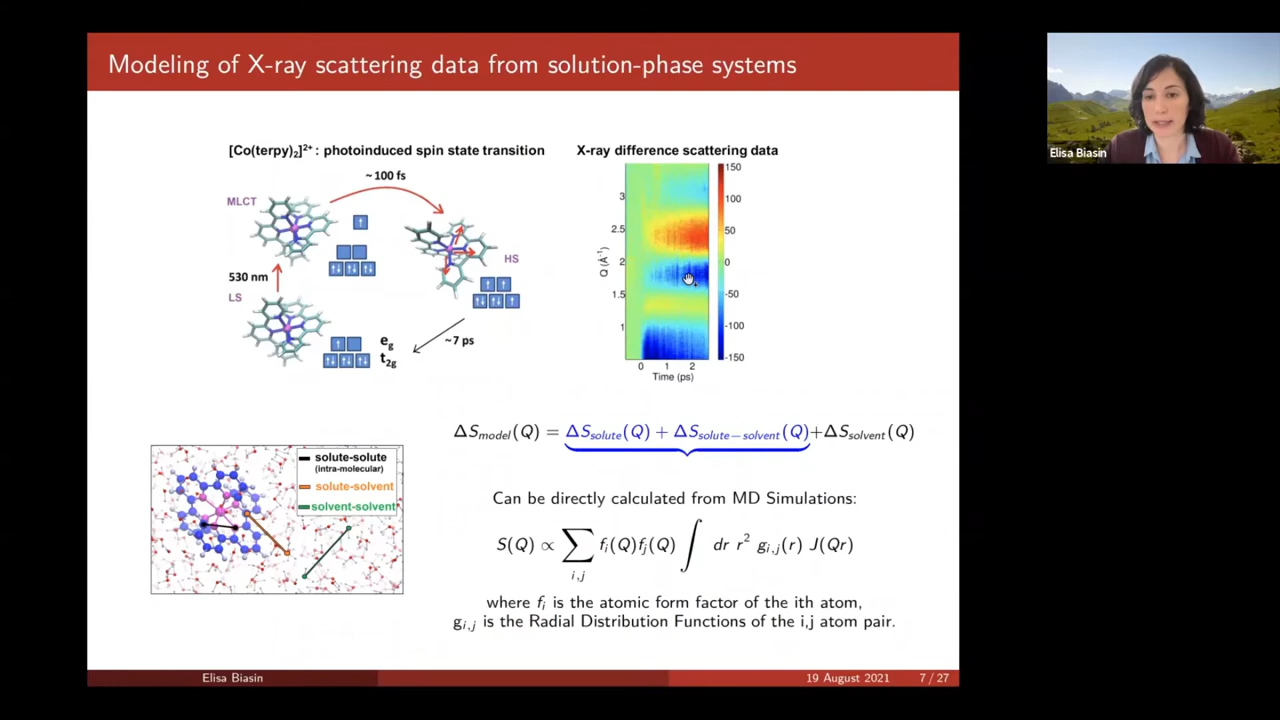 Modeling of X-ray scattering data from solution-phase systems
Elisa Biasin
[Co(terpy)₂]²⁺: photoinduced spin state transition
~ 100 fs
MLCT
HS
530 nm
LS
e_g
t_2g
~7 ps
X-ray difference scattering data
Q (Å⁻¹)
3
2.5
2
1.5
1
0 1 2
Time (ps)
150
100
50
0
-50
-100
-150
ΔS_model(Q) = ΔS_solute(Q) + ΔS_solute−solvent(Q)+ΔS_solvent(Q)
solute-solute
(intra-molecular)
solute-solvent
solvent-solvent
Can be directly calculated from MD Simulations:
S(Q) ∝ ∑_i,j f_i(Q)f_j(Q) ∫ dr r² g_i,j(r) J(Qr)
where f_i is the atomic form factor of the ith atom,
g_i,j is the Radial Distribution Functions of the i,j atom pair.
Elisa Biasin
19 August 2021
7 / 27